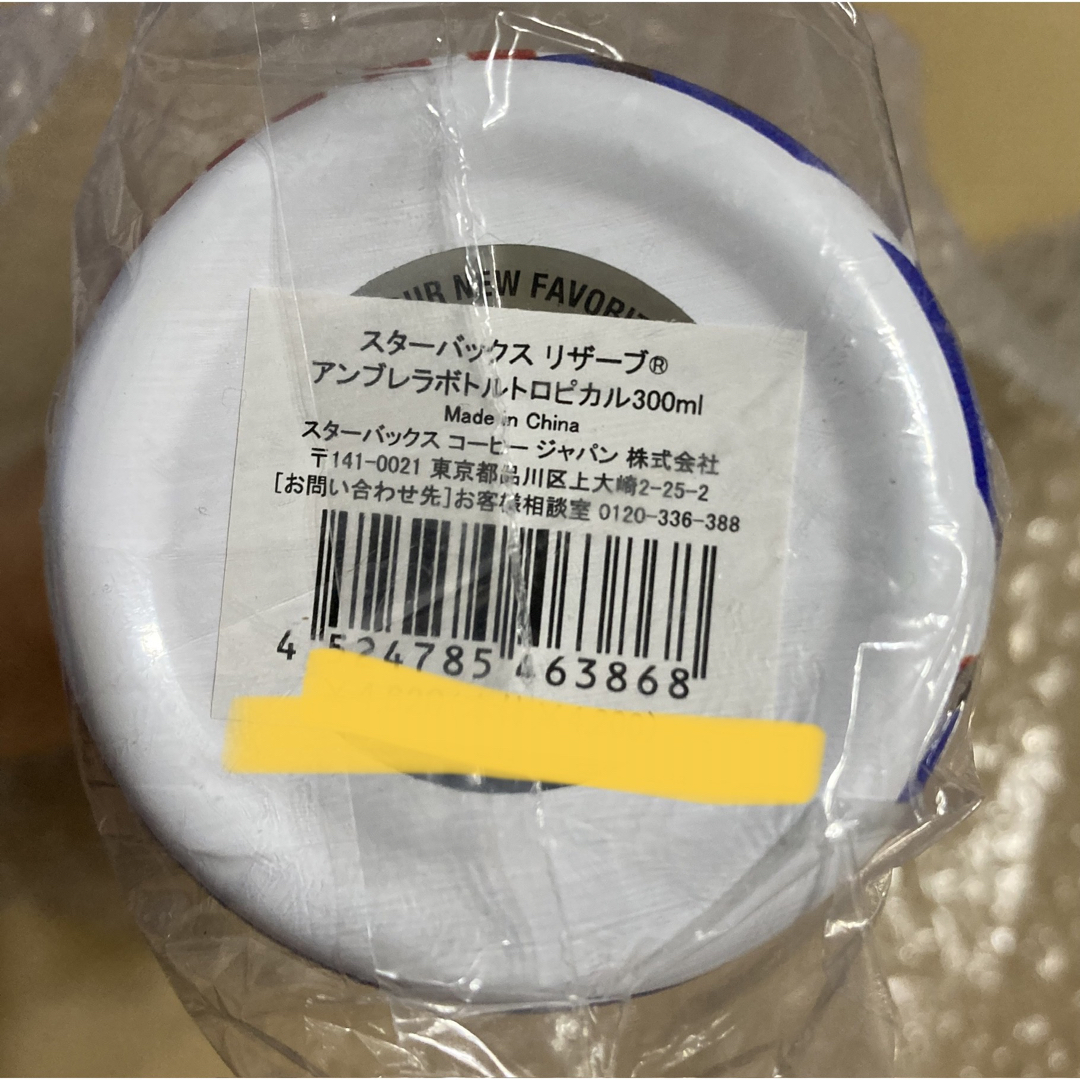 UR NEW FAVORI
スターバックス リザーブ®
アンブレラボトルトロピカル300ml
Made in China
スターバックス コーヒー ジャパン 株式会社
〒141-0021 東京都品川区上大崎2-25-2
[お問い合わせ先]お客様相談室 0120-336-388
4 524785 463868